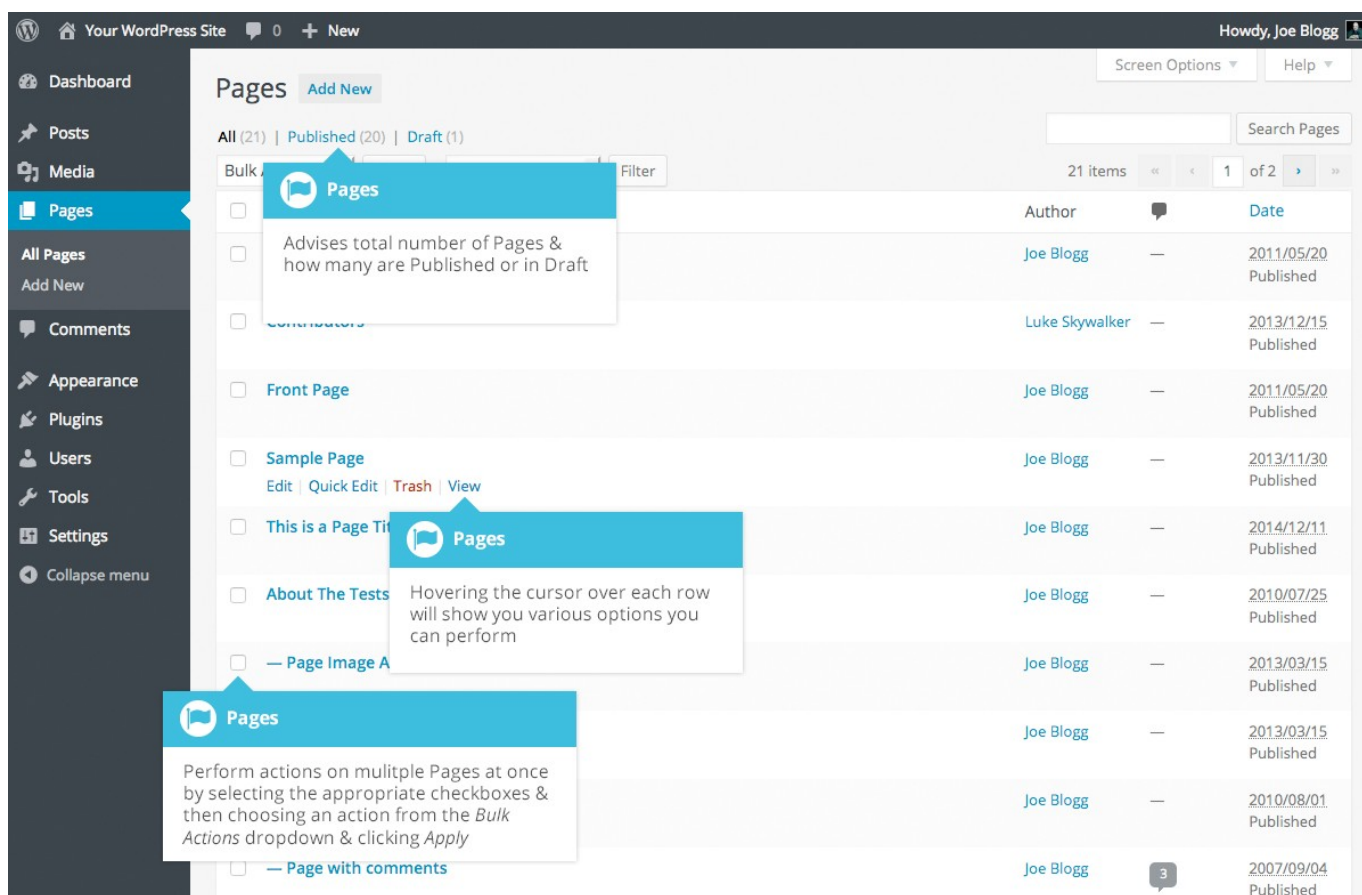 Your WordPress Site 0 + New Howdy, Joe Blogg
Dashboard
Posts
Media
Pages
All Pages
Add New
Comments
Appearance
Plugins
Users
Tools
Settings
Collapse menu
Screen Options Help
Pages Add New
All (21) | Published (20) | Draft (1)
Search Pages
Bulk
Filter
21 items « ‹ 1 of 2 › »
Pages
Advises total number of Pages &
how many are Published or in Draft
Author Date
Joe Blogg — 2011/05/20
Published
Contributors Luke Skywalker — 2013/12/15
Published
Front Page Joe Blogg — 2011/05/20
Published
Sample Page Joe Blogg — 2013/11/30
Edit | Quick Edit | Trash | View Published
This is a Page Joe Blogg — 2014/12/11
Published
Pages
Hovering the cursor over each row
will show you various options you
can perform
About The Tests Joe Blogg — 2010/07/25
Published
— Page Image Joe Blogg — 2013/03/15
Published
Pages
Perform actions on mulitple Pages at once
by selecting the appropriate checkboxes &
then choosing an action from the Bulk
Actions dropdown & clicking Apply
Joe Blogg — 2013/03/15
Published
Joe Blogg — 2010/08/01
Published
— Page with comments Joe Blogg 3 2007/09/04
Published